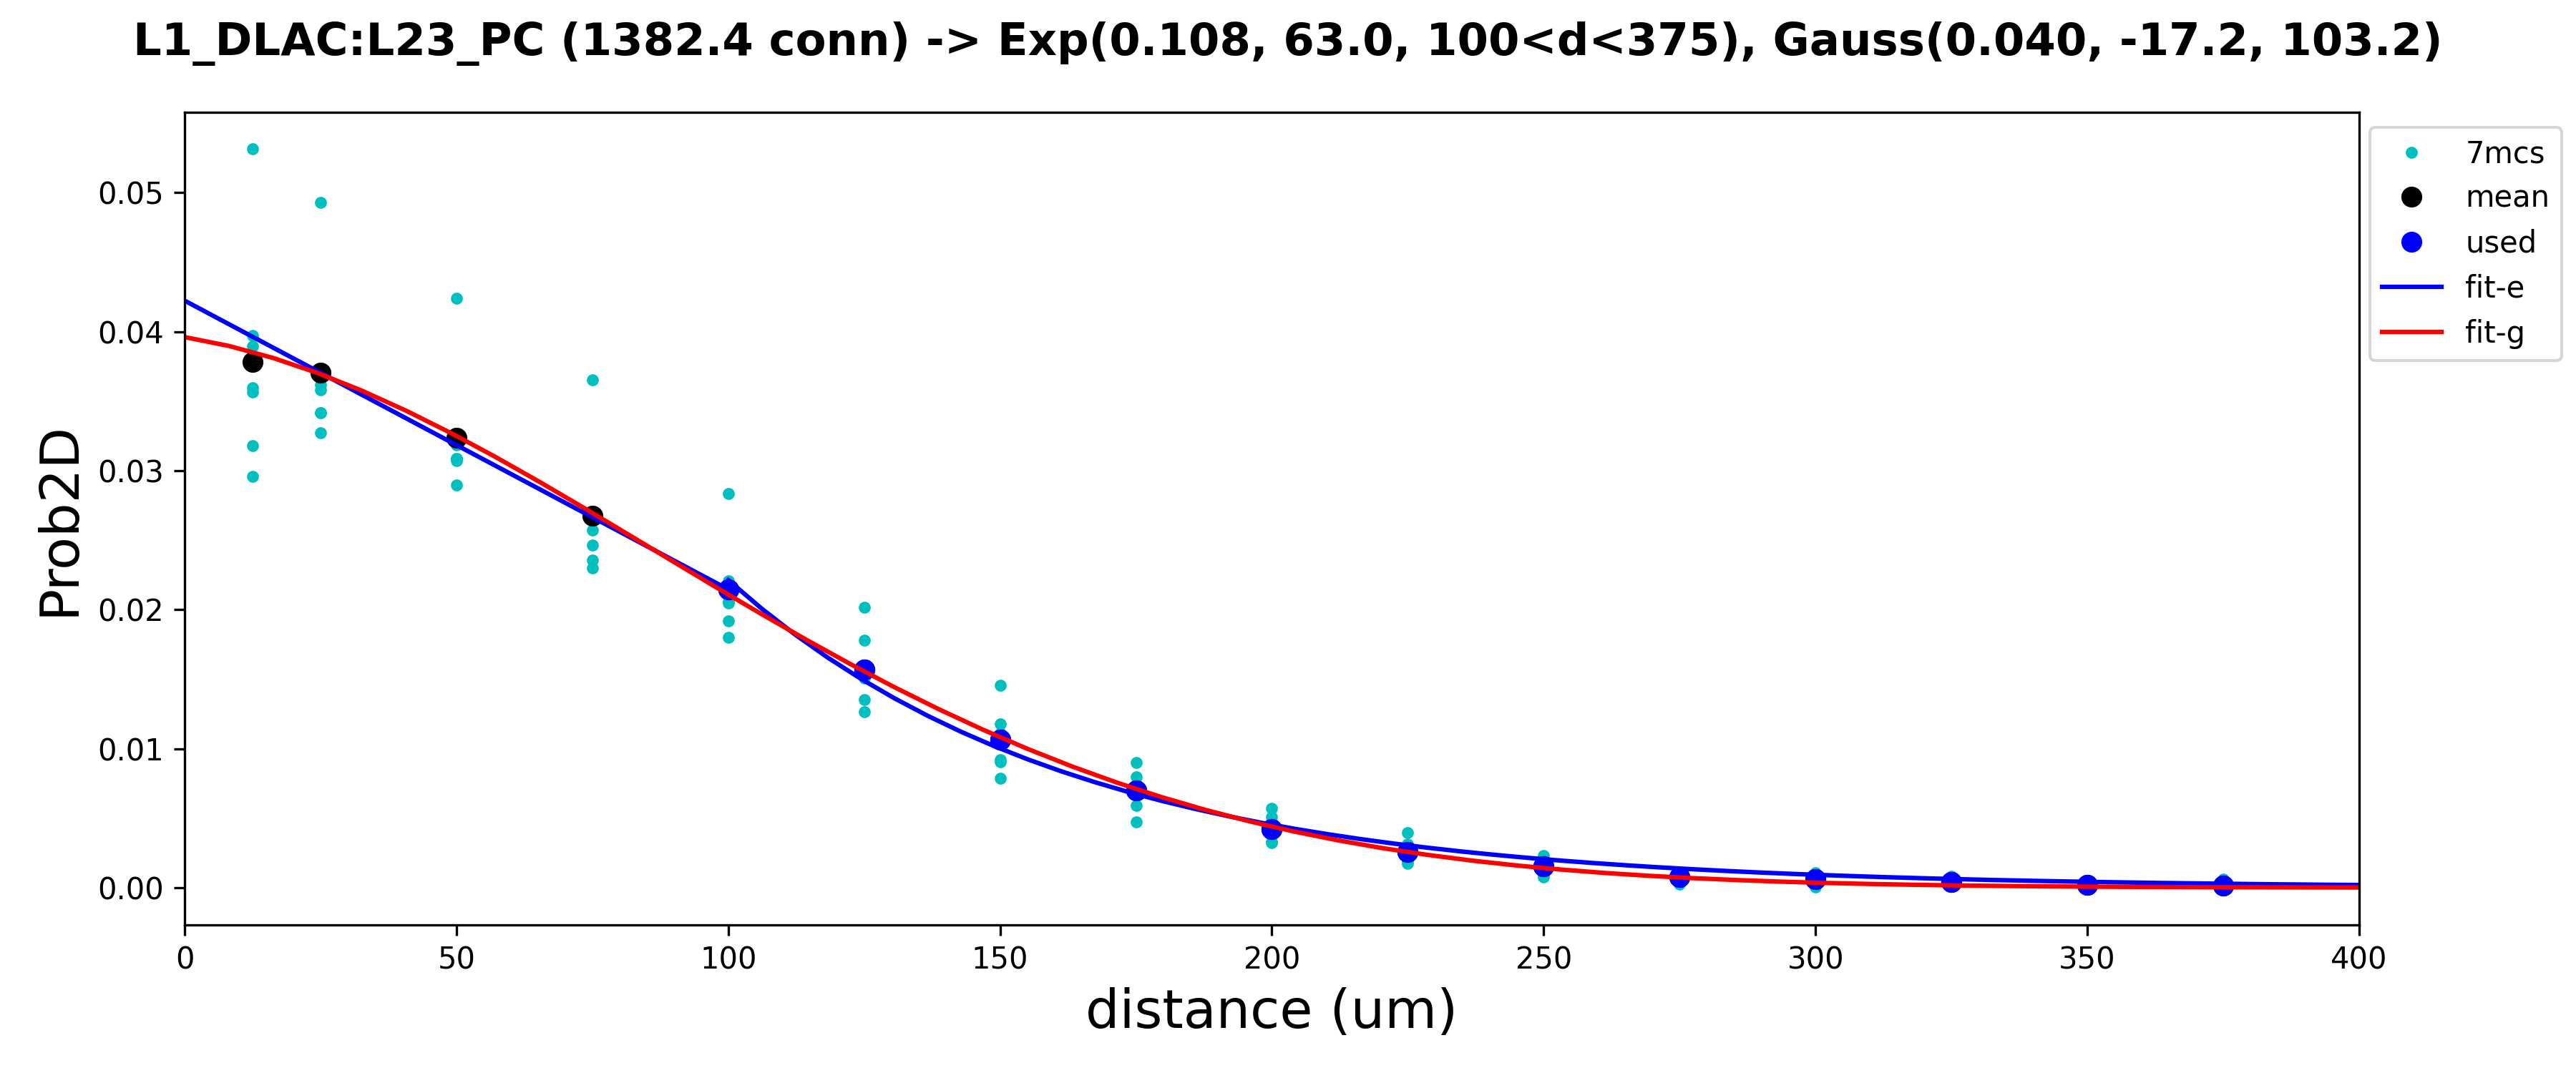 L1_DLAC:L23_PC (1382.4 conn) -> Exp(0.108, 63.0, 100<d<375), Gauss(0.040, -17.2, 103.2)
7mcs
mean
used
fit-e
fit-g
Prob2D
0.05
0.04
0.03
0.02
0.01
0.00
0 50 100 150 200 250 300 350 400
distance (um)